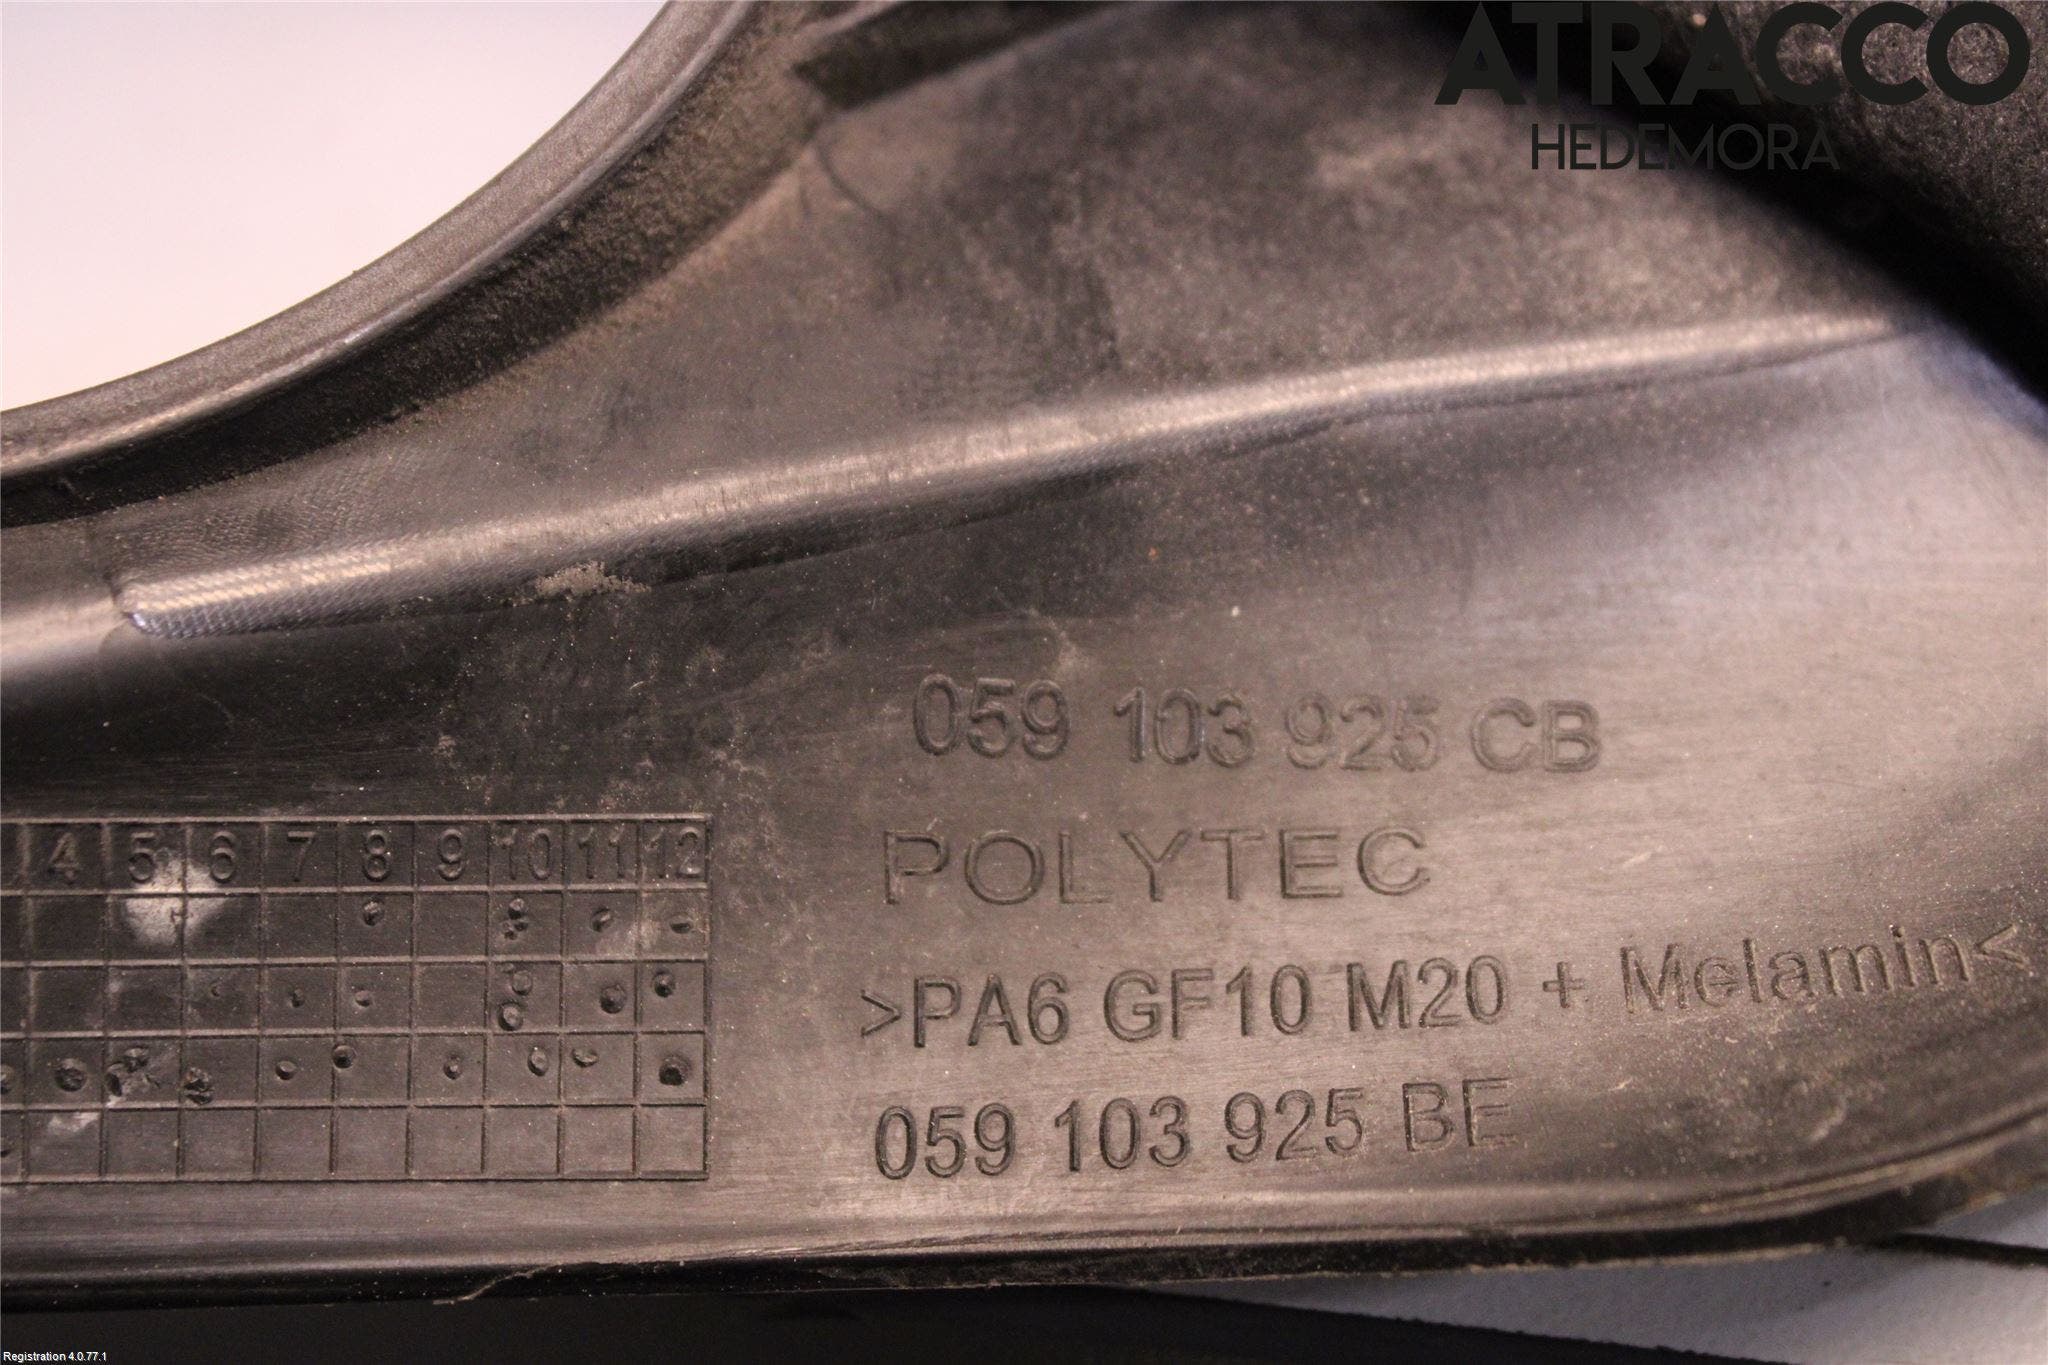 ATRACCO
HEDEMORA
059 103 925 CB
POLYTEC
4 5 6 7 8 9 10 11 12
>PA6 GF10 M20 + Melamin<
059 103 925 BE
Registration 4.0.77.1